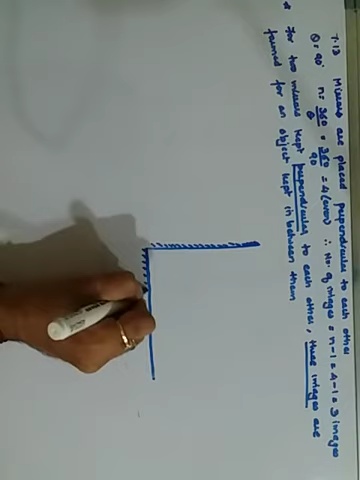 7.13 Mirrors are placed perpendicular to each other
θ = 90° n = 360/θ = 360/90 = 4 (even) ∴ No. of images = n-1 = 4-1 = 3 images
* For two mirrors kept perpendicular to each other, three images are
formed for an object kept in between them